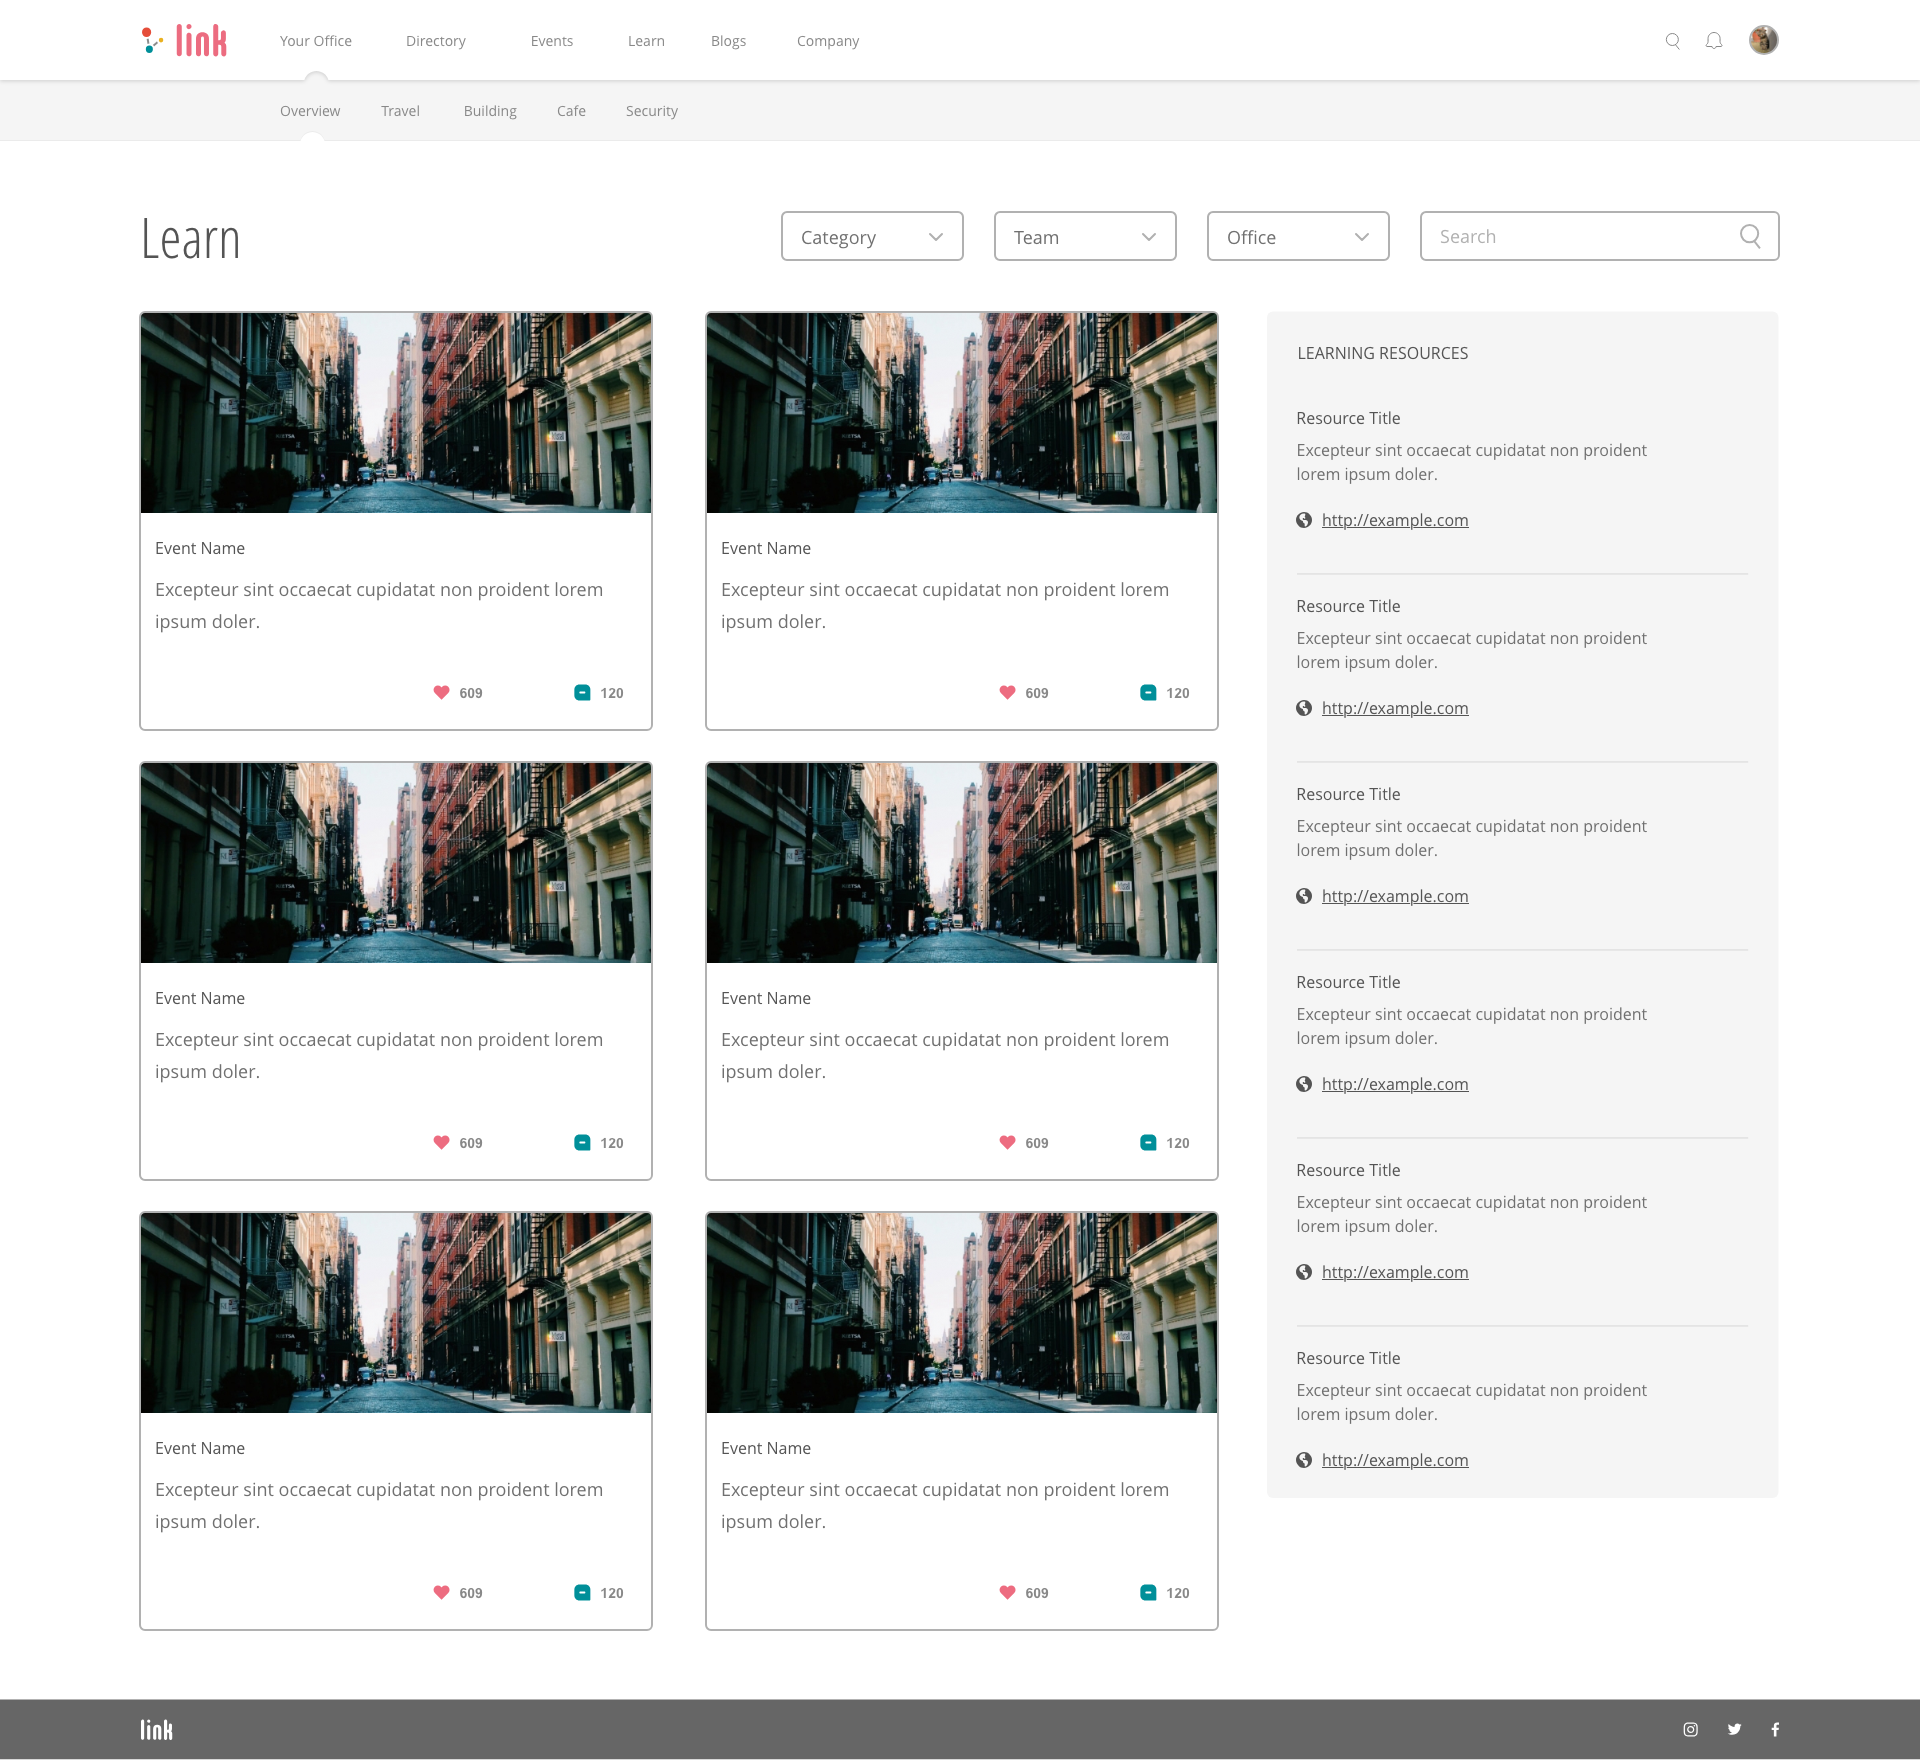 link
Your Office Directory Events Learn Blogs Company
Overview Travel Building Cafe Security
Learn
Category
Team
Office
Search
Event Name
Excepteur sint occaecat cupidatat non proident lorem
ipsum doler.
609 120
Event Name
Excepteur sint occaecat cupidatat non proident lorem
ipsum doler.
609 120
Event Name
Excepteur sint occaecat cupidatat non proident lorem
ipsum doler.
609 120
Event Name
Excepteur sint occaecat cupidatat non proident lorem
ipsum doler.
609 120
Event Name
Excepteur sint occaecat cupidatat non proident lorem
ipsum doler.
609 120
Event Name
Excepteur sint occaecat cupidatat non proident lorem
ipsum doler.
609 120
LEARNING RESOURCES
Resource Title
Excepteur sint occaecat cupidatat non proident
lorem ipsum doler.
http://example.com
Resource Title
Excepteur sint occaecat cupidatat non proident
lorem ipsum doler.
http://example.com
Resource Title
Excepteur sint occaecat cupidatat non proident
lorem ipsum doler.
http://example.com
Resource Title
Excepteur sint occaecat cupidatat non proident
lorem ipsum doler.
http://example.com
Resource Title
Excepteur sint occaecat cupidatat non proident
lorem ipsum doler.
http://example.com
Resource Title
Excepteur sint occaecat cupidatat non proident
lorem ipsum doler.
http://example.com
link